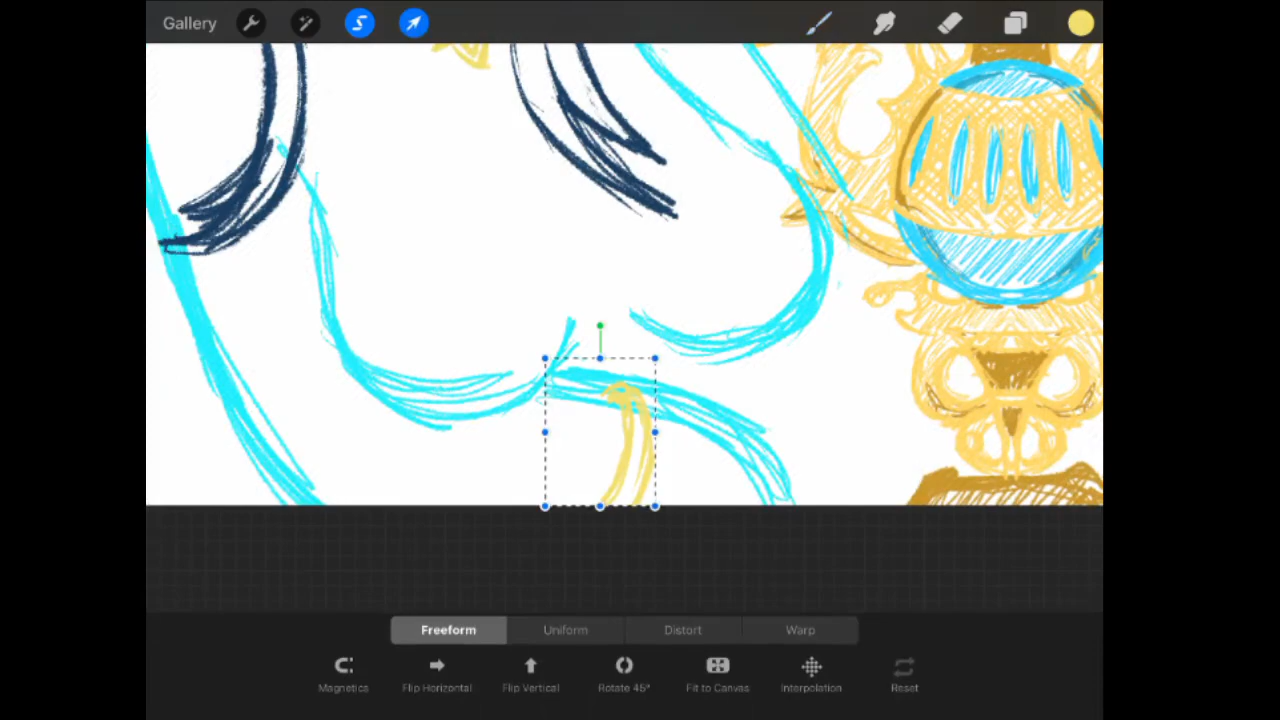 Gallery
Freeform Uniform Distort Warp
Magnetics Flip Horizontal Flip Vertical Rotate 45° Fit to Canvas Interpolation Reset